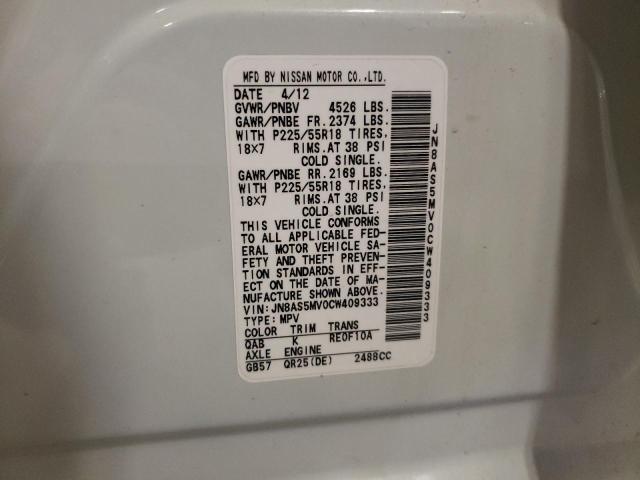 MFD BY NISSAN MOTOR CO.,LTD.
DATE 4/12
GVWR/PNBV 4526 LBS.
GAWR/PNBE FR. 2374 LBS.
WITH P225/55R18 TIRES,
18X7 RIMS.AT 38 PSI
COLD SINGLE.
GAWR/PNBE RR. 2169 LBS.
WITH P225/55R18 TIRES,
18X7 RIMS.AT 38 PSI
COLD SINGLE.
THIS VEHICLE CONFORMS
TO ALL APPLICABLE FED-
ERAL MOTOR VEHICLE SA-
FETY AND THEFT PREVEN-
TION STANDARDS IN EFF-
ECT ON THE DATE OF MA-
NUFACTURE SHOWN ABOVE.
VIN: JN8AS5MV0CW409333
TYPE: MPV
COLOR TRIM TRANS
QAB K RE0F10A
AXLE ENGINE
GB57 QR25(DE) 2488CC
JN8AS5MV0CW409333